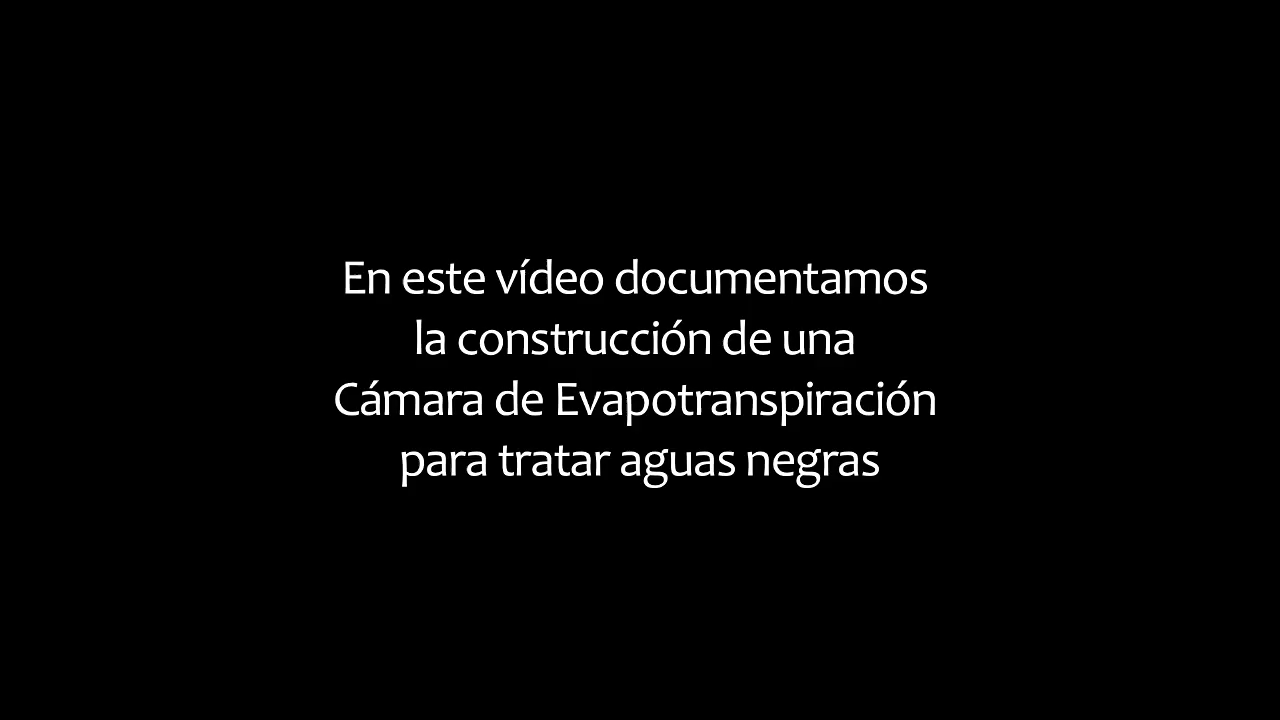 En este vídeo documentamos
la construcción de una
Cámara de Evapotranspiración
para tratar aguas negras